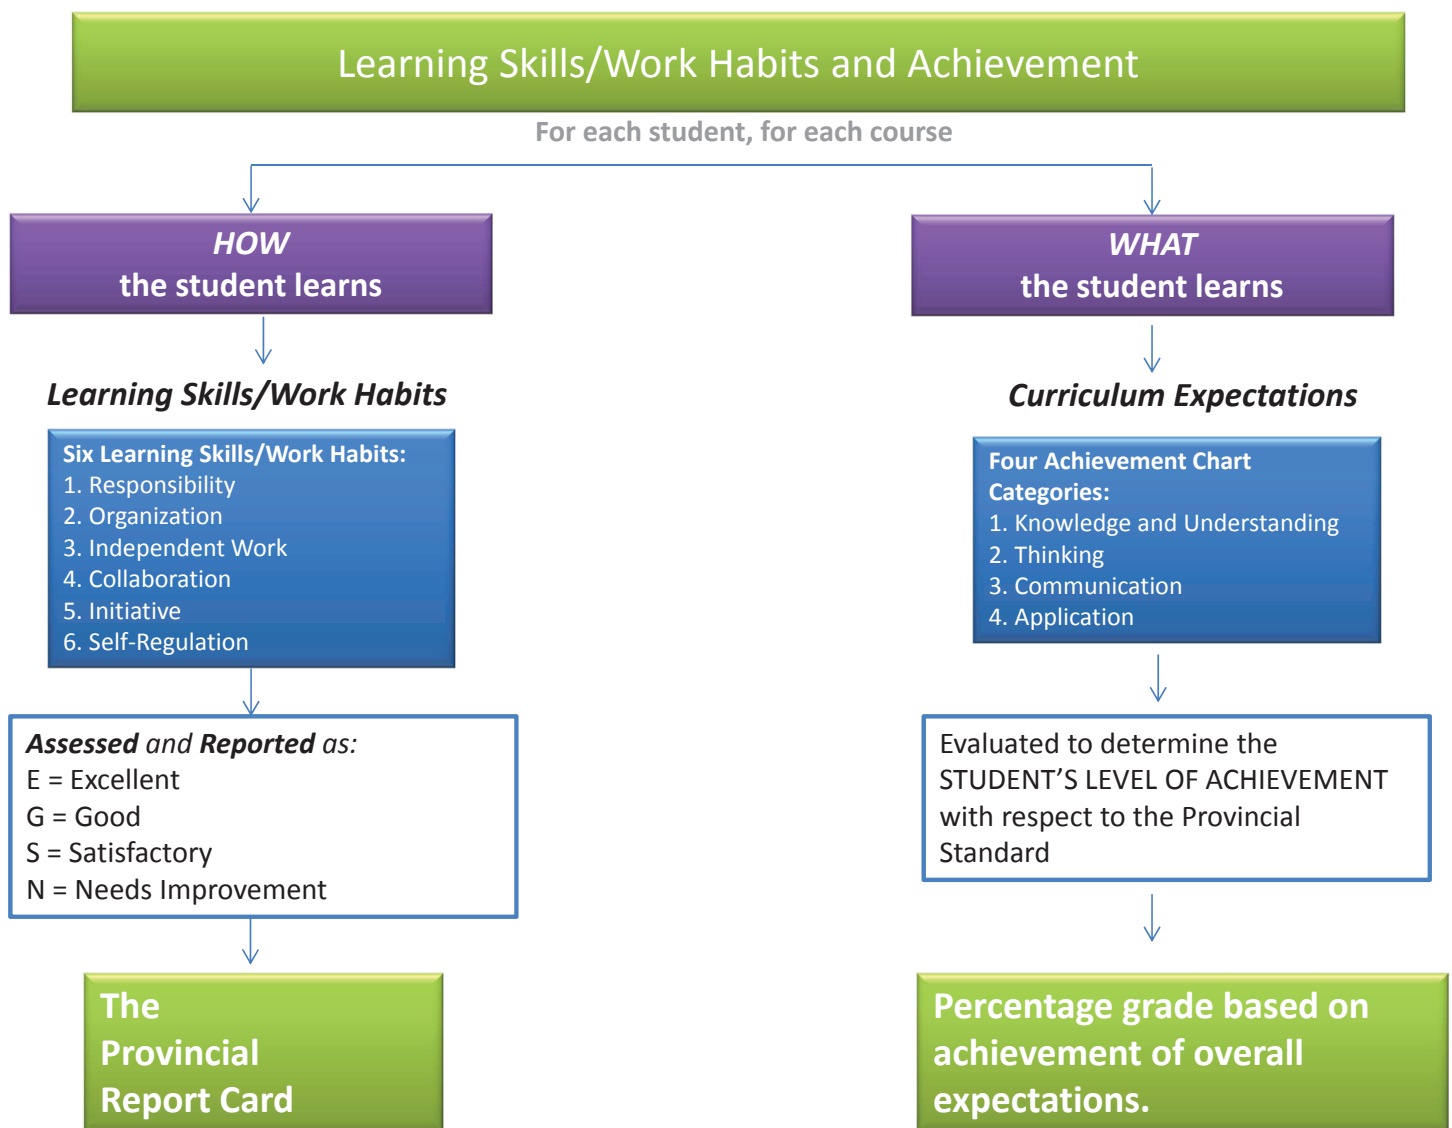 Learning Skills/Work Habits and Achievement
For each student, for each course
HOW
the student learns
Learning Skills/Work Habits
Six Learning Skills/Work Habits:
1. Responsibility
2. Organization
3. Independent Work
4. Collaboration
5. Initiative
6. Self-Regulation
Assessed and Reported as:
E = Excellent
G = Good
S = Satisfactory
N = Needs Improvement
The
Provincial
Report Card
WHAT
the student learns
Curriculum Expectations
Four Achievement Chart
Categories:
1. Knowledge and Understanding
2. Thinking
3. Communication
4. Application
Evaluated to determine the
STUDENT’S LEVEL OF ACHIEVEMENT
with respect to the Provincial
Standard
Percentage grade based on
achievement of overall
expectations.